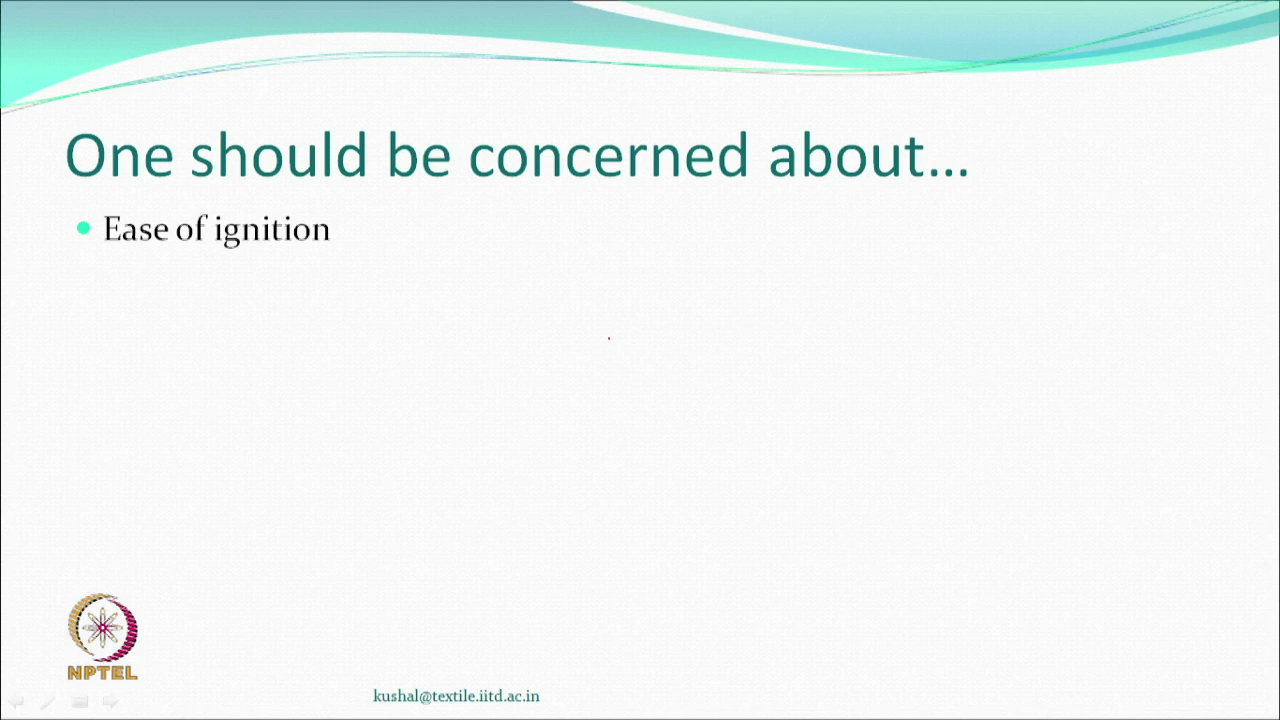 One should be concerned about...
Ease of ignition
NPTEL
kushal@textile.iitd.ac.in